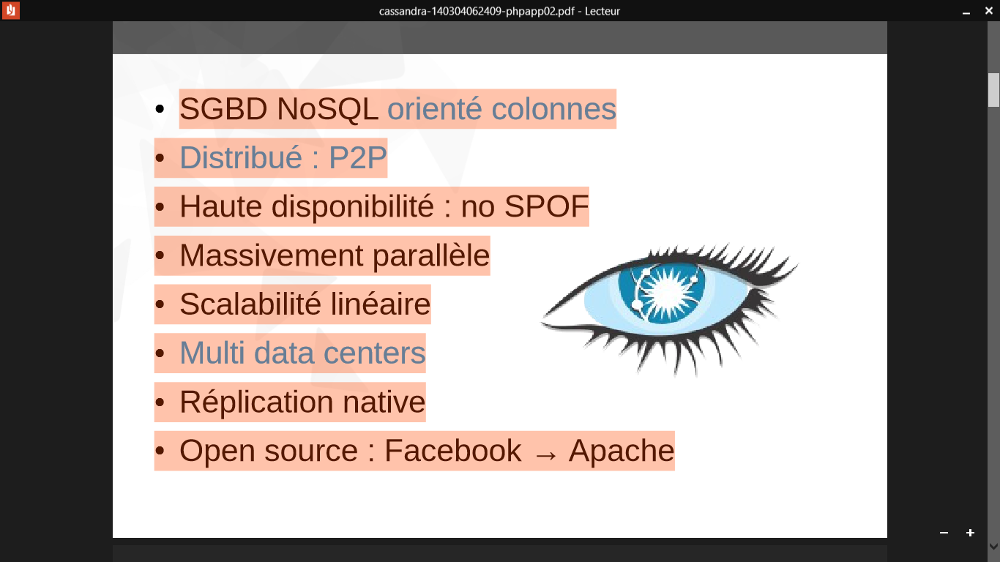 cassandra-140304062409-phpapp02.pdf - Lecteur
• SGBD NoSQL orienté colonnes
• Distribué : P2P
• Haute disponibilité : no SPOF
• Massivement parallèle
• Scalabilité linéaire
• Multi data centers
• Réplication native
• Open source : Facebook → Apache